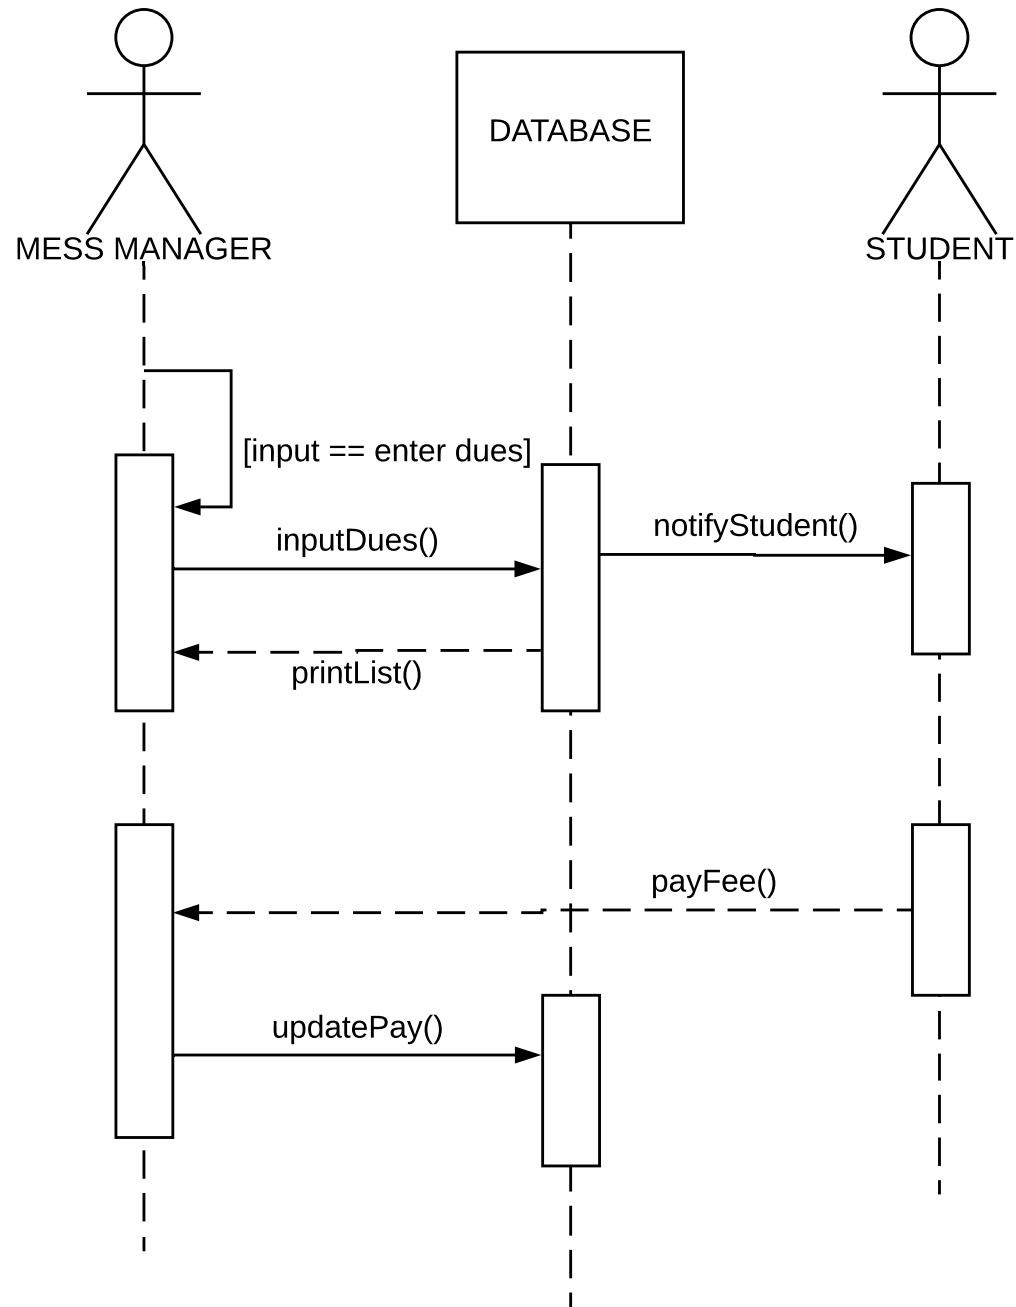 DATABASE
MESS MANAGER
STUDENT
[input == enter dues]
notifyStudent()
inputDues()
printList()
payFee()
updatePay()